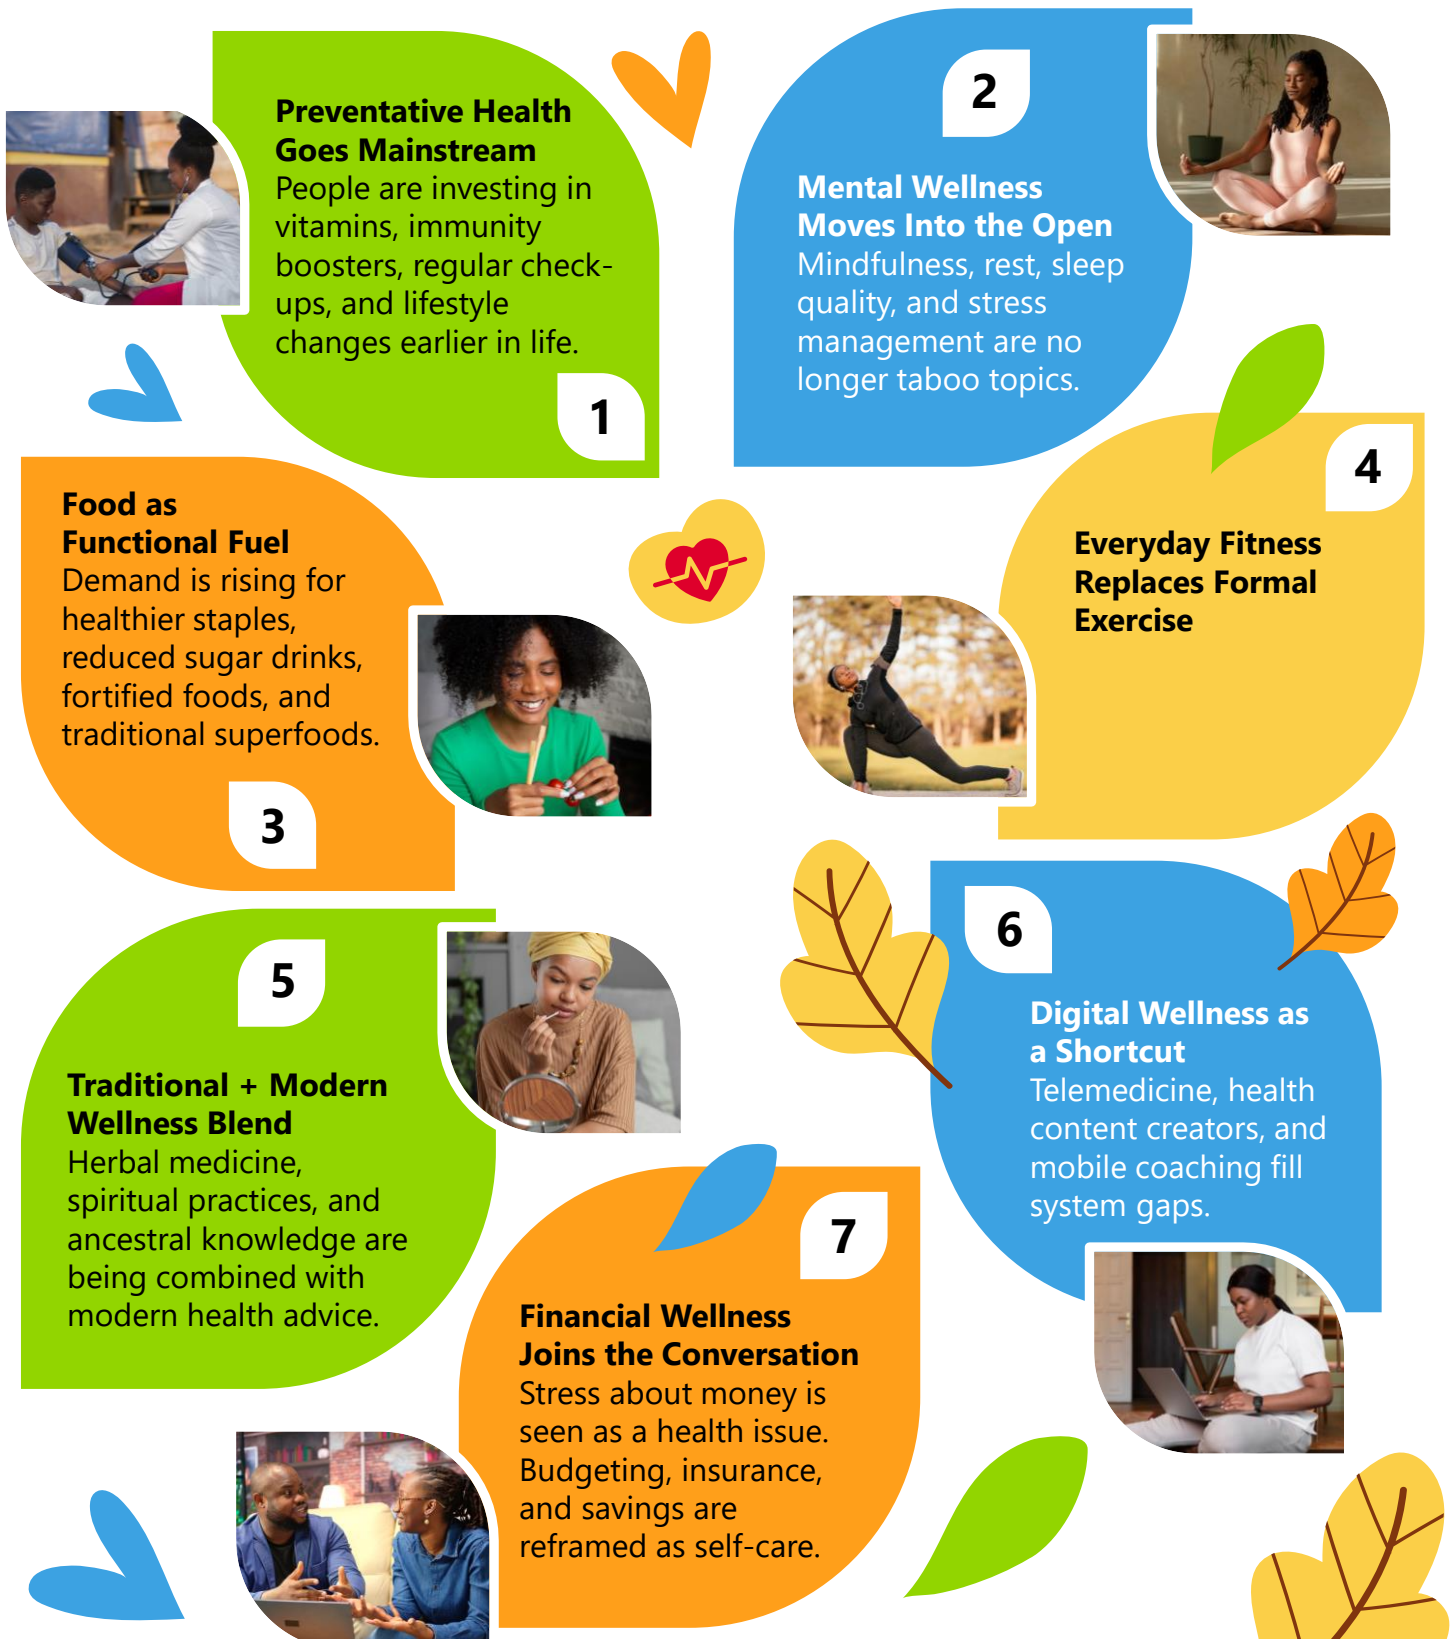 Preventative Health
Goes Mainstream
People are investing in
vitamins, immunity
boosters, regular check-
ups, and lifestyle
changes earlier in life.
1
2
Mental Wellness
Moves Into the Open
Mindfulness, rest, sleep
quality, and stress
management are no
longer taboo topics.
Food as
Functional Fuel
Demand is rising for
healthier staples,
reduced sugar drinks,
fortified foods, and
traditional superfoods.
3
4
Everyday Fitness
Replaces Formal
Exercise
5
Traditional + Modern
Wellness Blend
Herbal medicine,
spiritual practices, and
ancestral knowledge are
being combined with
modern health advice.
6
Digital Wellness as
a Shortcut
Telemedicine, health
content creators, and
mobile coaching fill
system gaps.
7
Financial Wellness
Joins the Conversation
Stress about money is
seen as a health issue.
Budgeting, insurance,
and savings are
reframed as self-care.